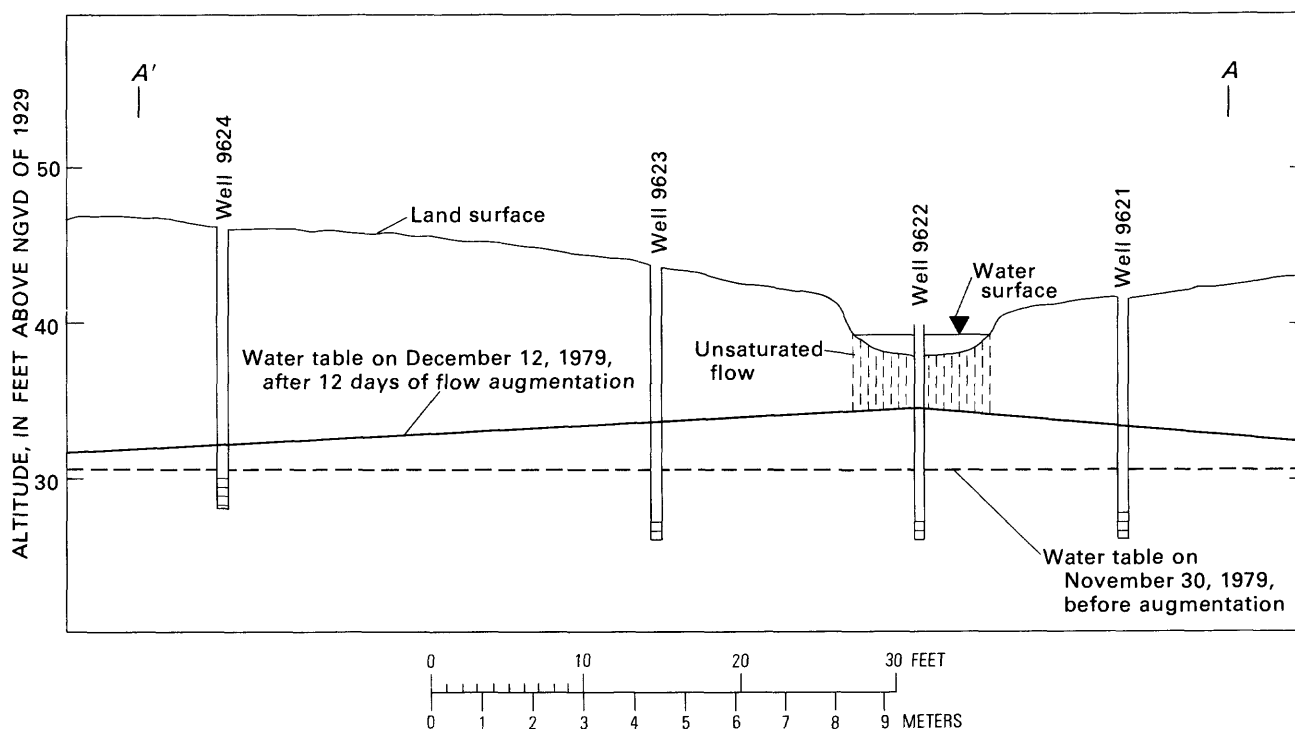 A'
A
ALTITUDE, IN FEET ABOVE NGVD OF 1929
50
40
30
Well 9624
Well 9623
Well 9622
Well 9621
Land surface
Water
surface
Unsaturated
flow
Water table on December 12, 1979,
after 12 days of flow augmentation
Water table on
November 30, 1979,
before augmentation
0 10 20 30 FEET
0 1 2 3 4 5 6 7 8 9 METERS